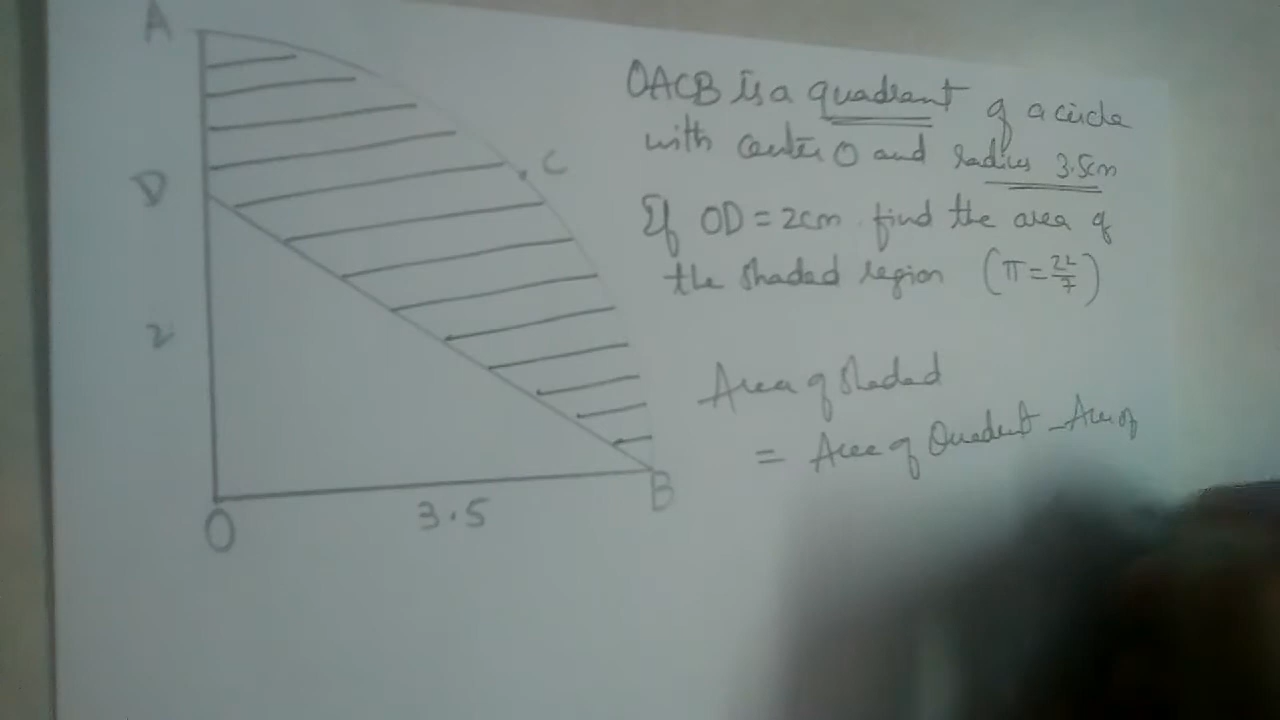 A
OACB is a quadrant of a circle
with center O and radius 3.5cm
C
D
If OD = 2cm find the area of
the shaded region (π = 22/7)
2
Area of shaded
= Area of Quadrant - Area of
B
3.5
O